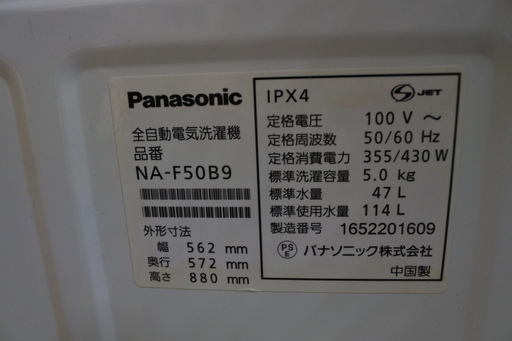 Panasonic
全自動電気洗濯機
品番
NA-F50B9
外形寸法
幅 562 mm
奥行 572 mm
高さ 880 mm
IPX4 S JET
定格電圧 100 V ～
定格周波数 50/60 Hz
定格消費電力 355/430 W
標準洗濯容量 5.0 kg
標準水量 47 L
標準使用水量 114 L
製造番号 1652201609
PS E パナソニック株式会社
中国製